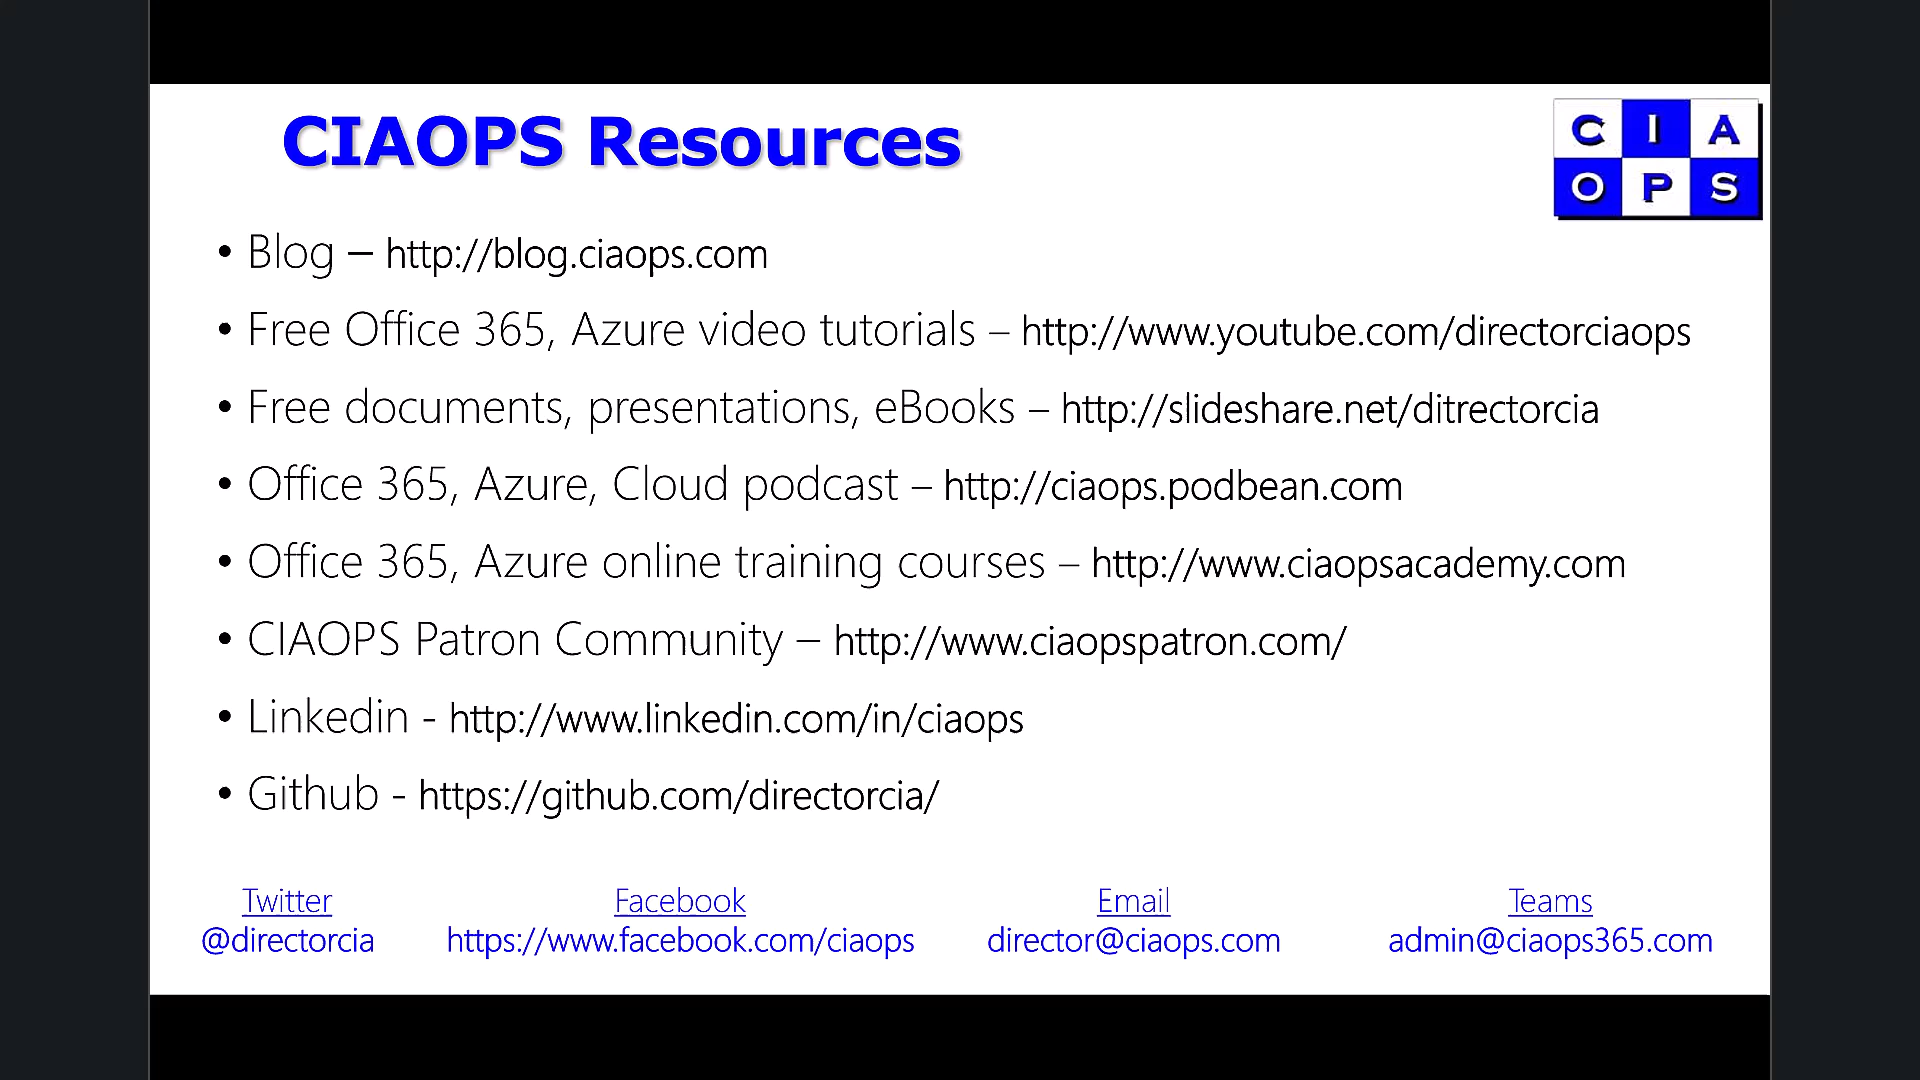 CIAOPS Resources
C I A
O P S
• Blog – http://blog.ciaops.com
• Free Office 365, Azure video tutorials – http://www.youtube.com/directorciaops
• Free documents, presentations, eBooks – http://slideshare.net/ditrectorcia
• Office 365, Azure, Cloud podcast – http://ciaops.podbean.com
• Office 365, Azure online training courses – http://www.ciaopsacademy.com
• CIAOPS Patron Community – http://www.ciaopspatron.com/
• Linkedin - http://www.linkedin.com/in/ciaops
• Github - https://github.com/directorcia/
Twitter Facebook Email Teams
@directorcia https://www.facebook.com/ciaops director@ciaops.com admin@ciaops365.com